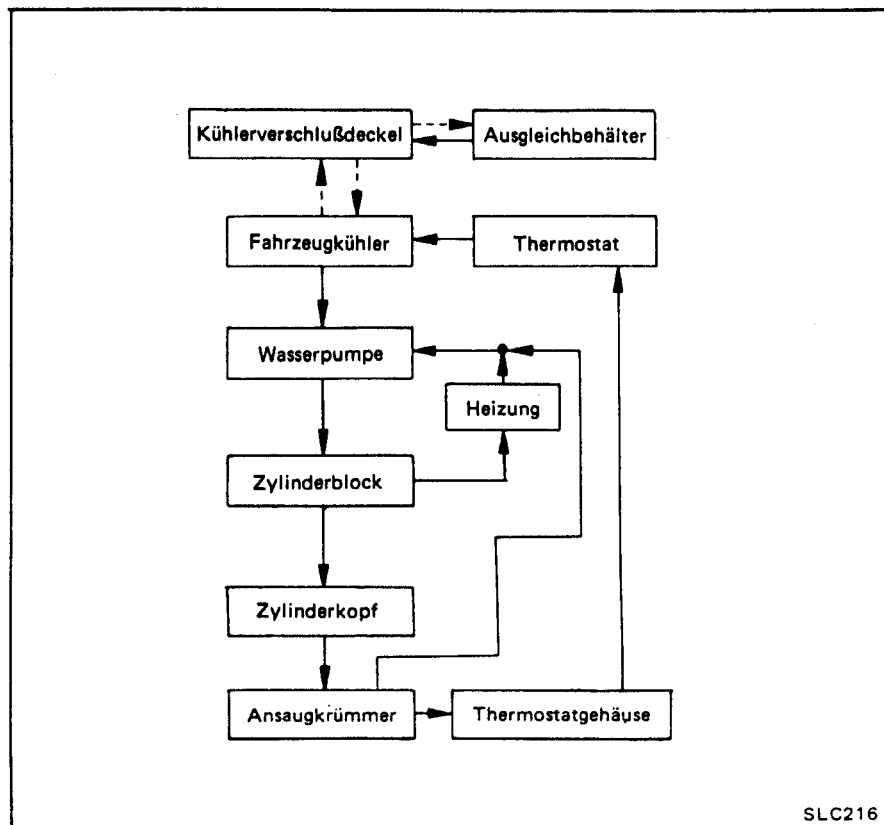 Kühlerverschlußdeckel
Ausgleichbehälter
Fahrzeugkühler
Thermostat
Wasserpumpe
Heizung
Zylinderblock
Zylinderkopf
Ansaugkrümmer
Thermostatgehäuse
SLC216